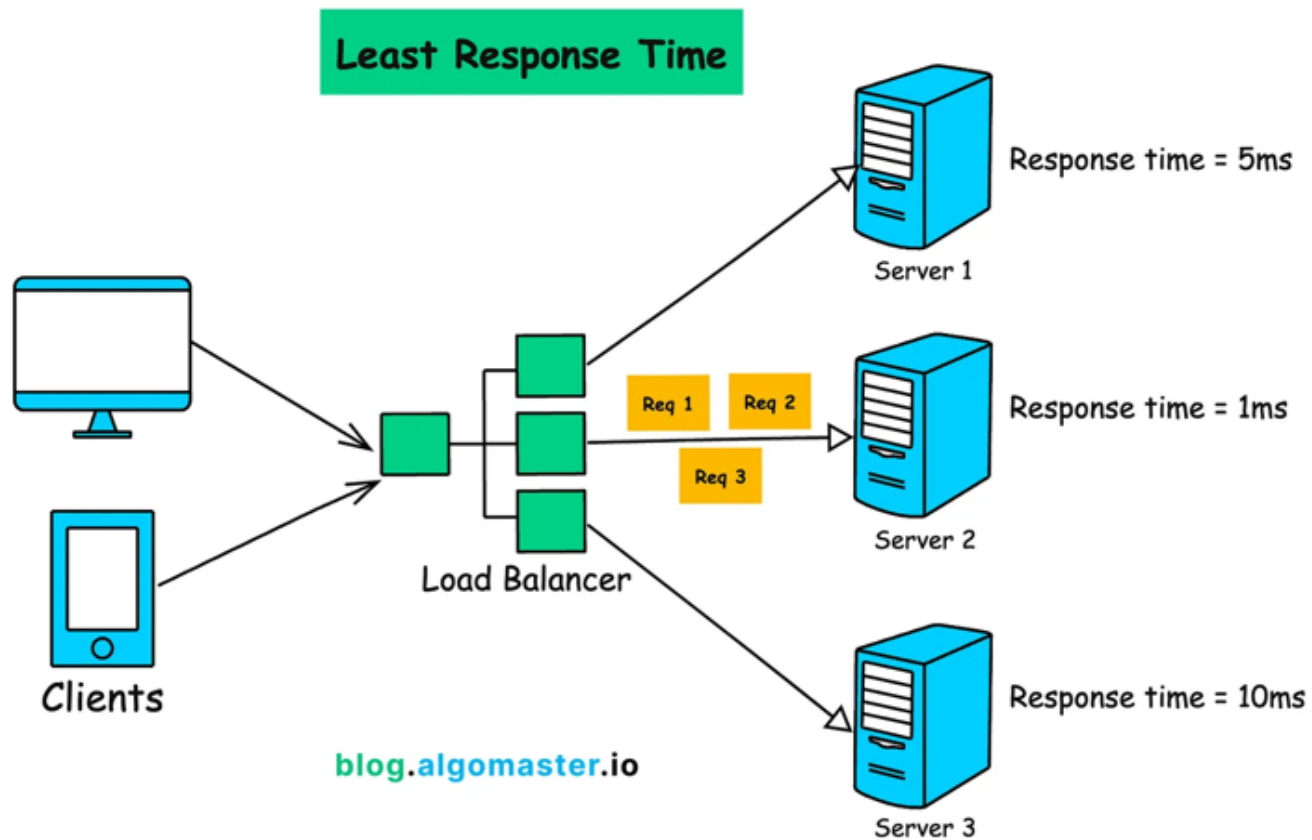 Least Response Time
Response time = 5ms
Server 1
Req 1
Req 2
Response time = 1ms
Req 3
Server 2
Load Balancer
Clients
Response time = 10ms
blog.algomaster.io
Server 3